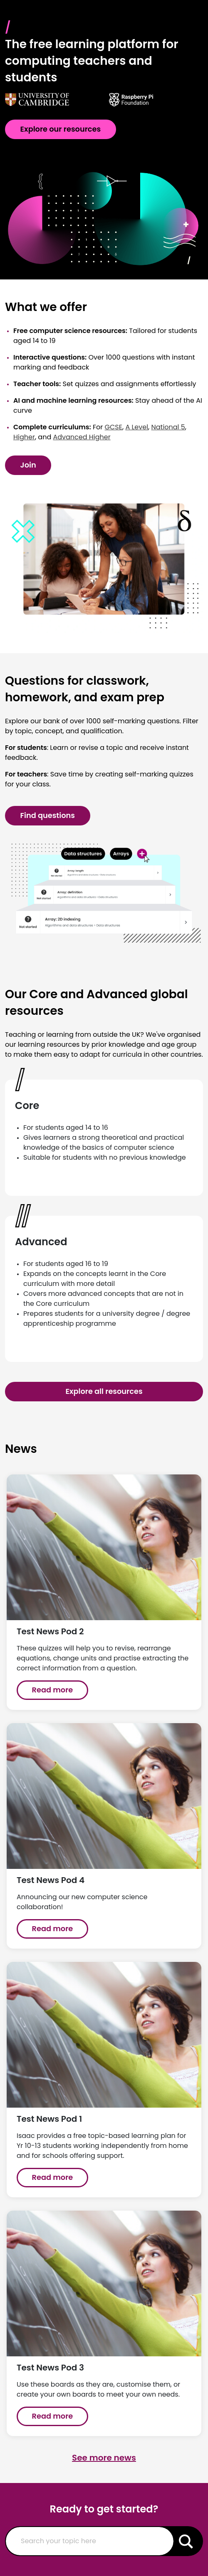 The free learning platform for
computing teachers and
students
UNIVERSITY OF
CAMBRIDGE
Raspberry Pi
Foundation
Explore our resources
What we offer
• Free computer science resources: Tailored for students
aged 14 to 19
• Interactive questions: Over 1000 questions with instant
marking and feedback
• Teacher tools: Set quizzes and assignments effortlessly
• AI and machine learning resources: Stay ahead of the AI
curve
• Complete curriculums: For GCSE, A Level, National 5,
Higher, and Advanced Higher
Join
δ
Questions for classwork,
homework, and exam prep
Explore our bank of over 1000 self-marking questions. Filter
by topic, concept, and qualification.
For students: Learn or revise a topic and receive instant
feedback.
For teachers: Save time by creating self-marking quizzes
for your class.
Find questions
Data structures
Arrays
Array: length
Array: definition
Not started
Array: 2D indexing
Not started
Our Core and Advanced global
resources
Teaching or learning from outside the UK? We've organised
our learning resources by prior knowledge and age group
to make them easy to adapt for curricula in other countries.
Core
• For students aged 14 to 16
• Gives learners a strong theoretical and practical
knowledge of the basics of computer science
• Suitable for students with no previous knowledge
Advanced
• For students aged 16 to 19
• Expands on the concepts learnt in the Core
curriculum with more detail
• Covers more advanced concepts that are not in
the Core curriculum
• Prepares students for a university degree / degree
apprenticeship programme
Explore all resources
News
Test News Pod 2
These quizzes will help you to revise, rearrange
equations, change units and practise extracting the
correct information from a question.
Read more
Test News Pod 4
Announcing our new computer science
collaboration!
Read more
Test News Pod 1
Isaac provides a free topic-based learning plan for
Yr 10-13 students working independently from home
and for schools offering support.
Read more
Test News Pod 3
Use these boards as they are, customise them, or
create your own boards to meet your own needs.
Read more
See more news
Ready to get started?
Search your topic here